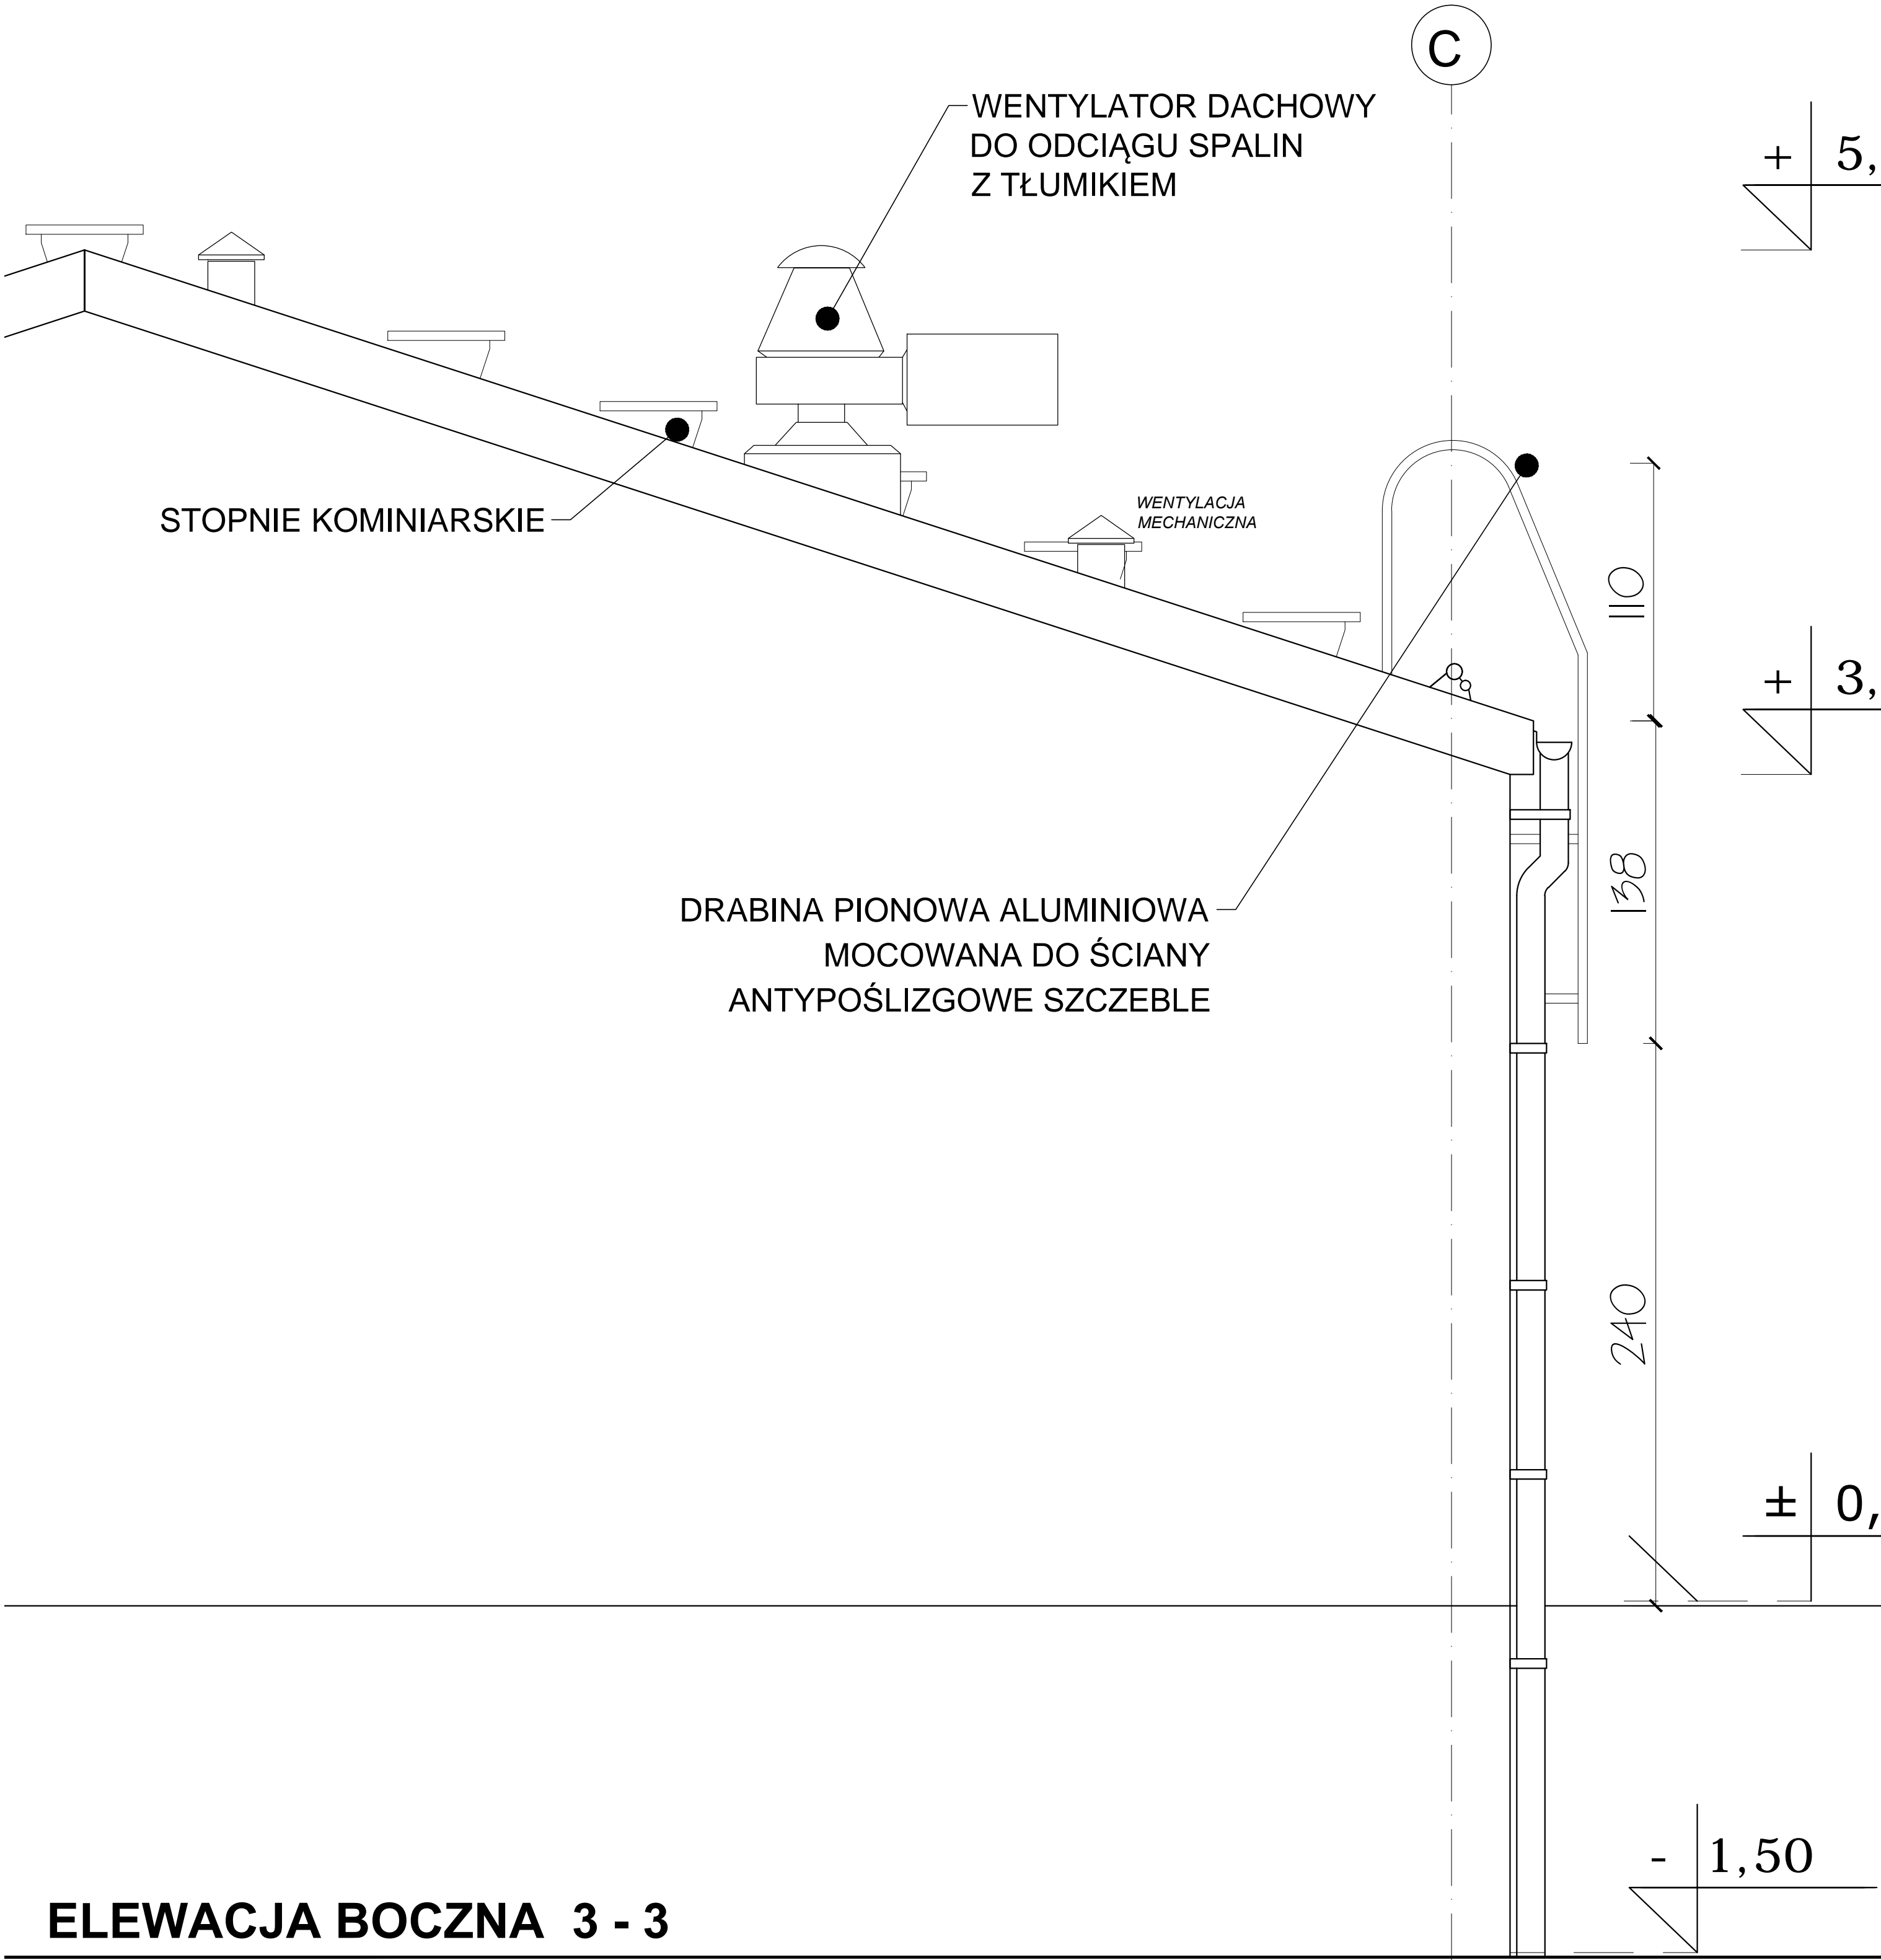 C
WENTYLATOR DACHOWY
DO ODCIĄGU SPALIN
Z TŁUMIKIEM
+ 5,
STOPNIE KOMINIARSKIE
WENTYLACJA
MECHANICZNA
110
+ 3,
138
DRABINA PIONOWA ALUMINIOWA
MOCOWANA DO ŚCIANY
ANTYPOŚLIZGOWE SZCZEBLE
240
± 0,
- 1,50
ELEWACJA BOCZNA 3 - 3